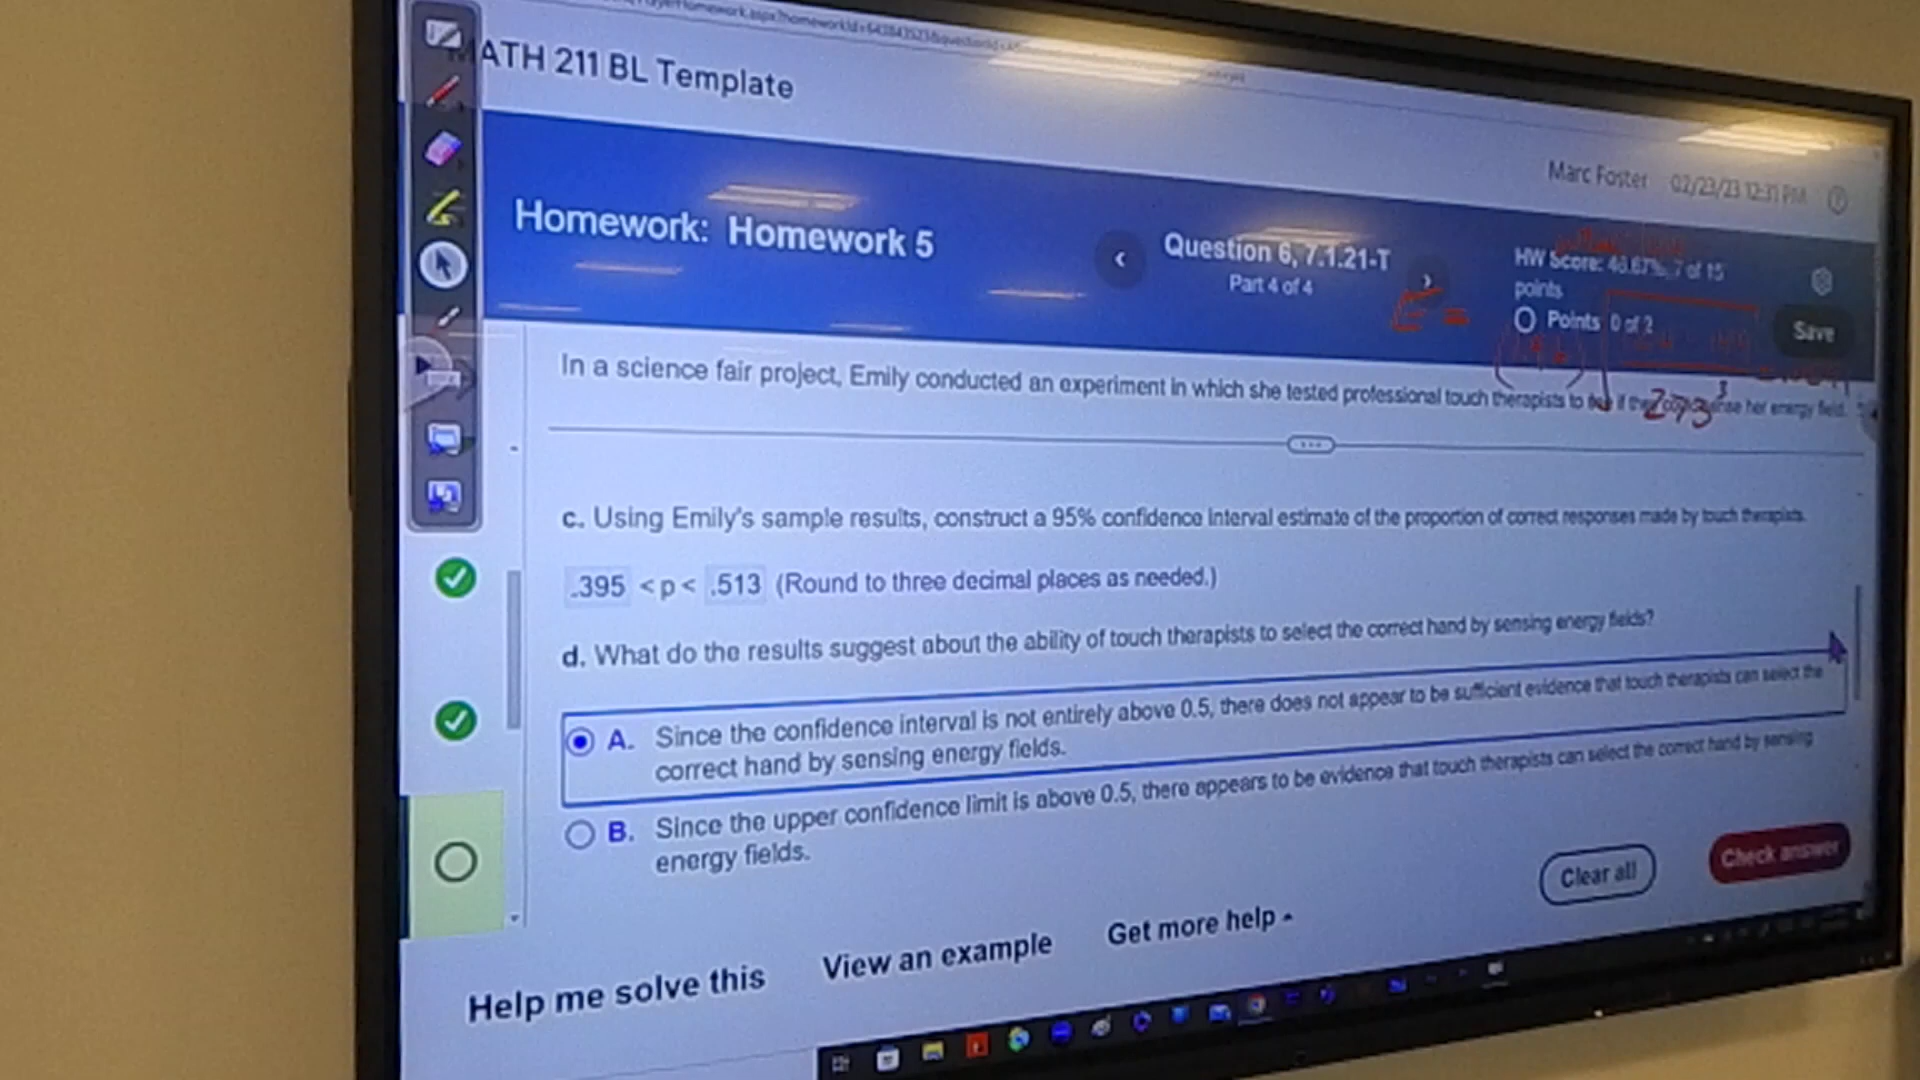 MATH 211 BL Template
Marc Foster 02/23/23 12:31 PM
Homework: Homework 5
Question 6, 7.1.21-T
Part 4 of 4
HW Score: 46.67%, 7 of 15
points
Points 0 of 2
Save
E=
273
In a science fair project, Emily conducted an experiment in which she tested professional touch therapists to if they her energy field.
c. Using Emily's sample results, construct a 95% confidence interval estimate of the proportion of correct responses made by touch therapists.
.395 <p< .513 (Round to three decimal places as needed.)
d. What do the results suggest about the ability of touch therapists to select the correct hand by sensing energy fields?
A. Since the confidence interval is not entirely above 0.5, there does not appear to be sufficient evidence that touch therapists can select the
correct hand by sensing energy fields.
B. Since the upper confidence limit is above 0.5, there appears to be evidence that touch therapists can select the correct hand by sensing
energy fields.
Clear all
Check answer
Help me solve this
View an example
Get more help